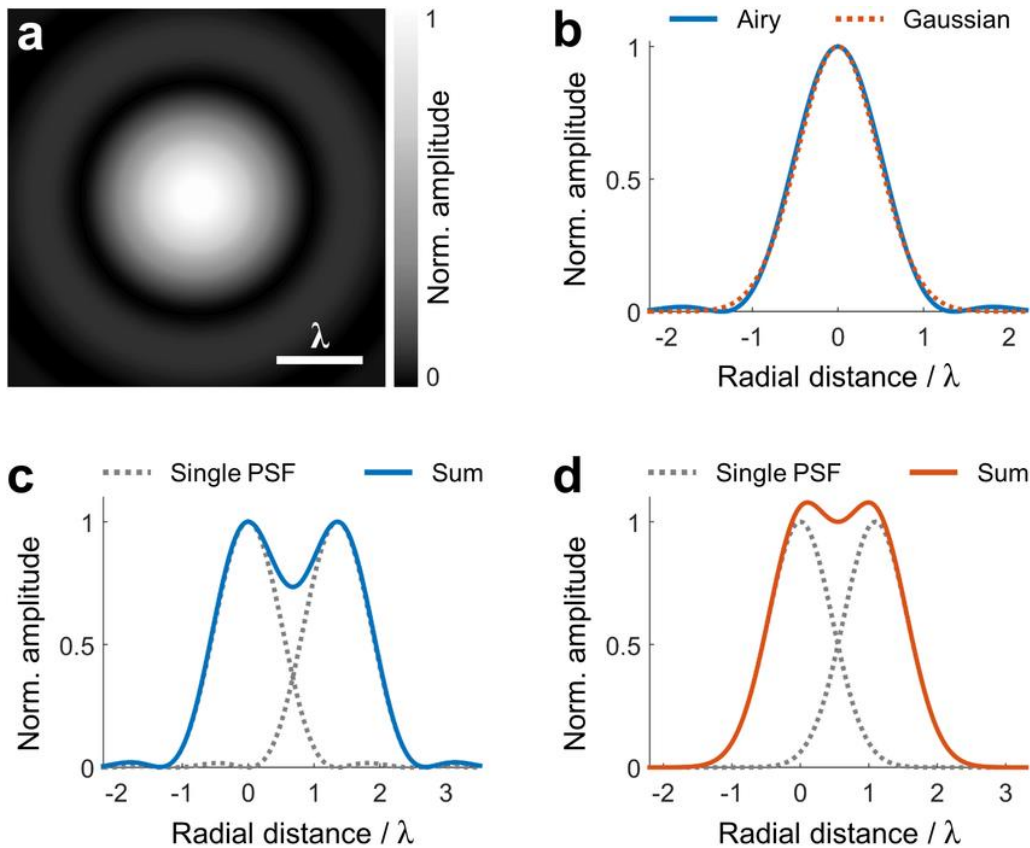 a
1
Norm. amplitude
0
λ
b
Airy Gaussian
1
0.5
0
Norm. amplitude
-2 -1 0 1 2
Radial distance / λ
c
Single PSF Sum
1
0.5
0
Norm. amplitude
-2 -1 0 1 2 3
Radial distance / λ
d
Single PSF Sum
1
0.5
0
Norm. amplitude
-2 -1 0 1 2 3
Radial distance / λ